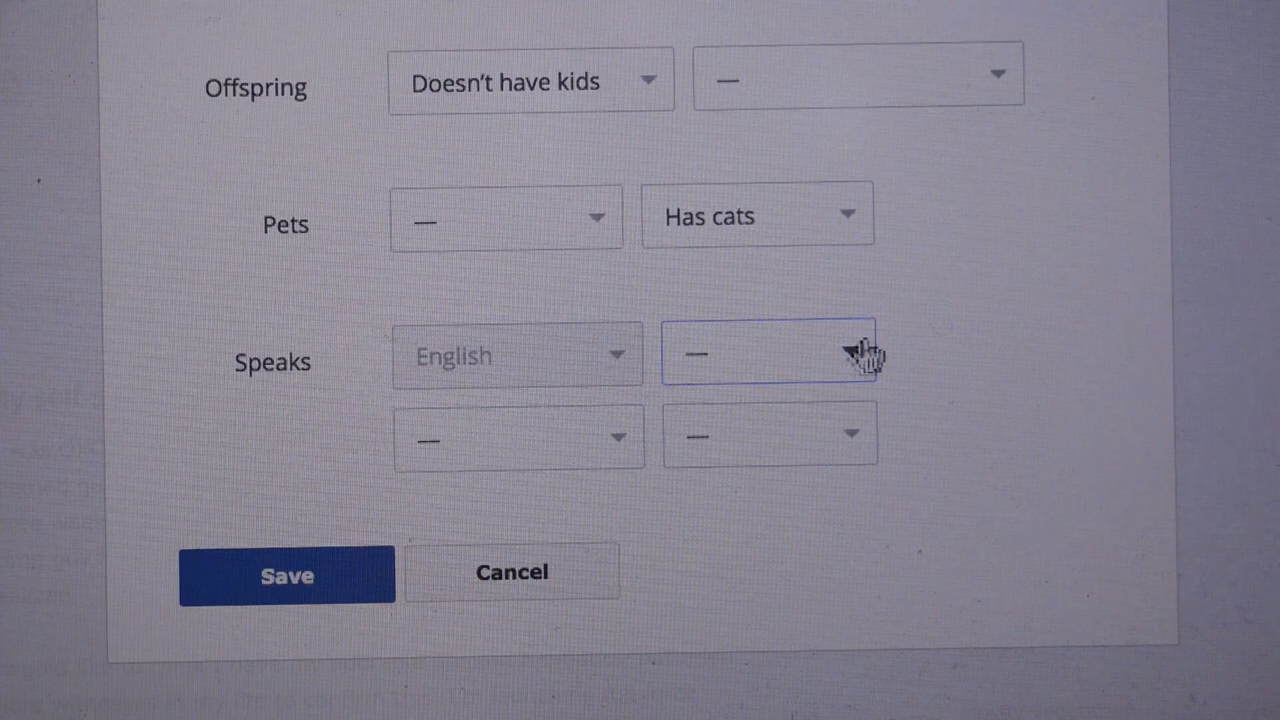 Offspring Doesn't have kids —
Pets — Has cats
Speaks English —
— —
Save Cancel